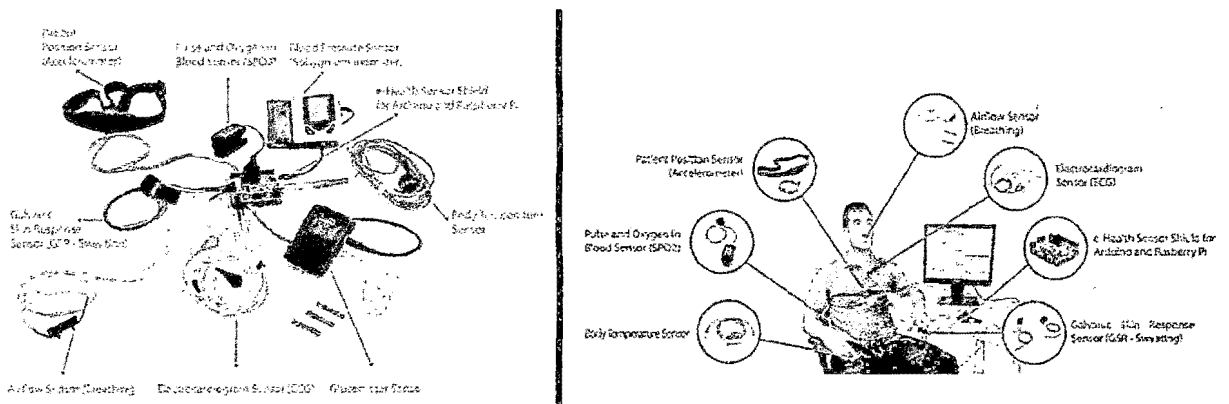 Patient
Position Sensor
(Accelerometer)
Pulse and Oxygen in
Blood Sensor (SPO2)
Blood Pressure Sensor
e-Health Sensor Shield
for Arduino and Raspberry Pi
Galvanic
Skin Response
Sensor (GSR - Sweating)
Body Temperature
Sensor
Airflow Sensor (Breathing)
Electrocardiogram Sensor (ECG)
Glucometer Sensor
Airflow Sensor
(Breathing)
Patient Position Sensor
(Accelerometer)
Electrocardiogram
Sensor (ECG)
Pulse and Oxygen in
Blood Sensor (SPO2)
e-Health Sensor Shield for
Arduino and Rasberry Pi
Body Temperature Sensor
Galvanic Skin Response
Sensor (GSR - Sweating)